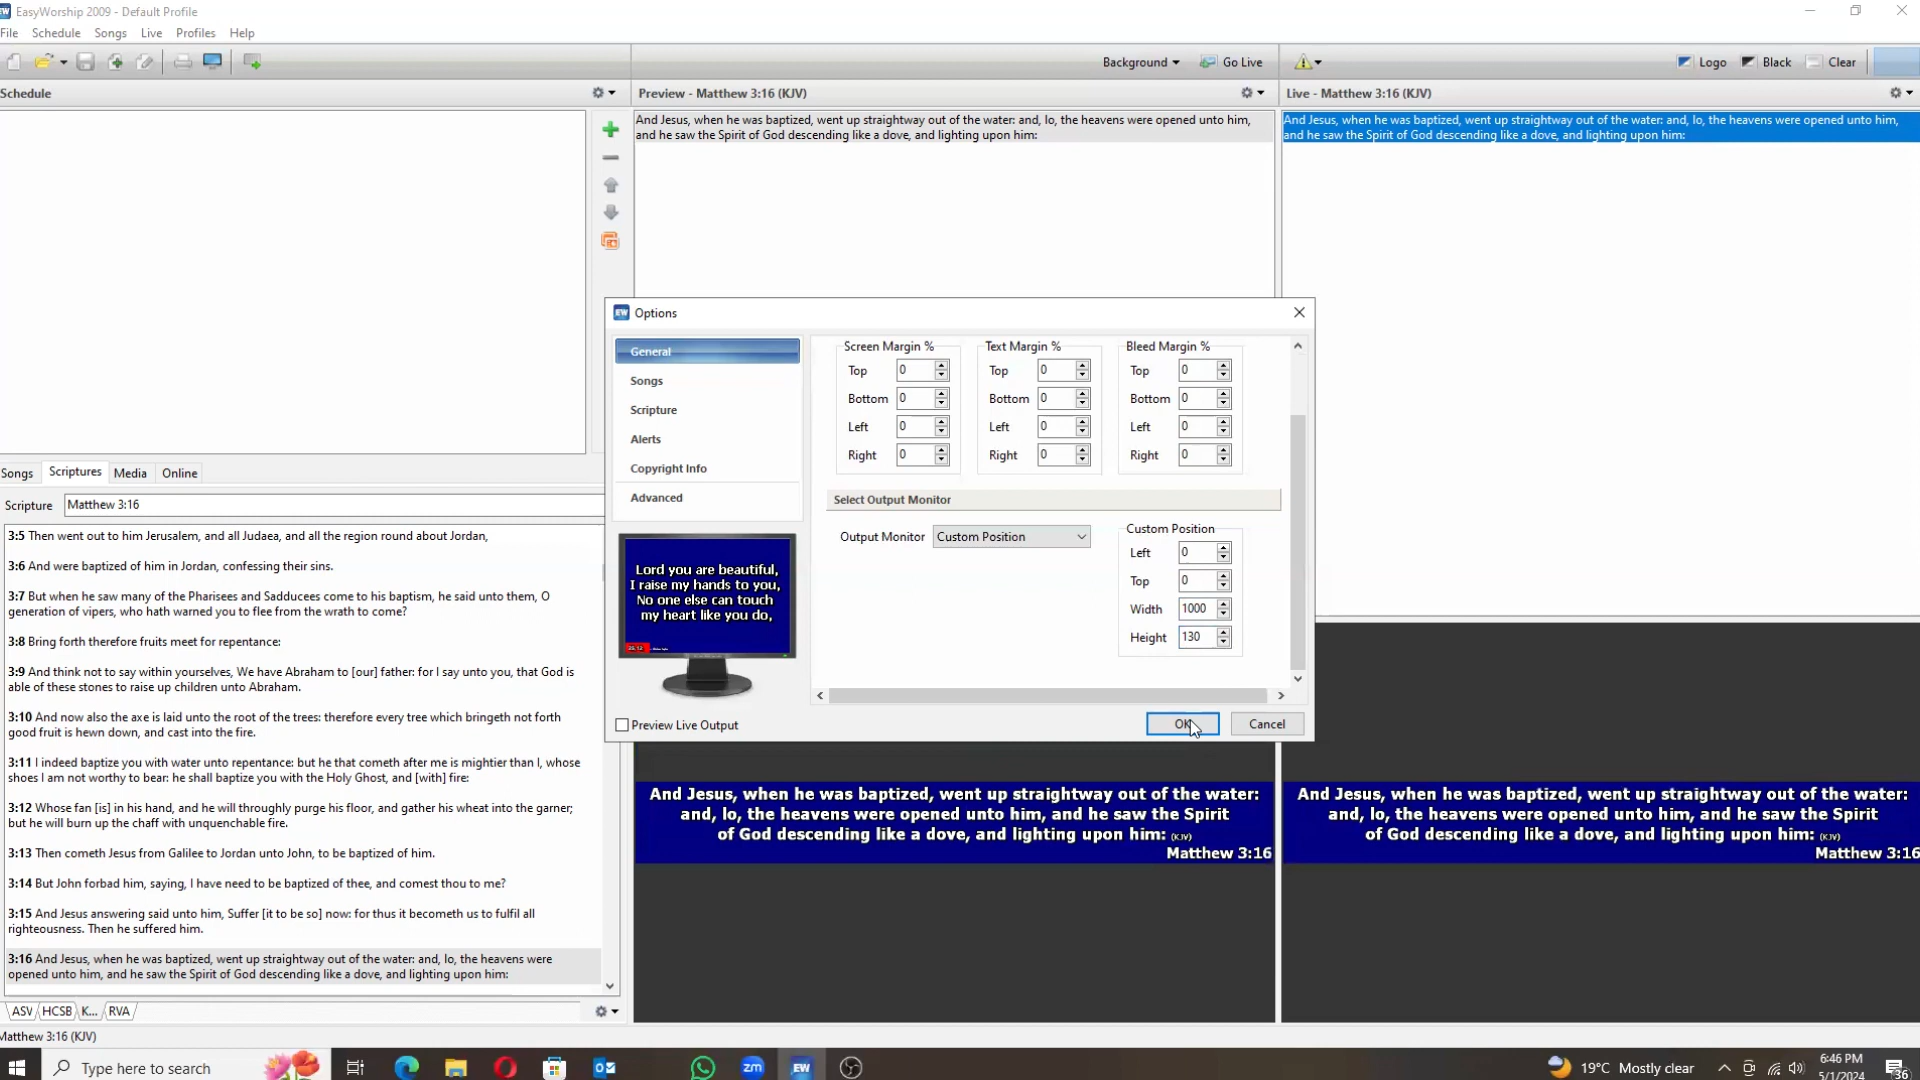 EasyWorship 2009 - Default Profile
File Schedule Songs Live Profiles Help
Background Go Live Logo Black Clear
Schedule
Preview - Matthew 3:16 (KJV)
And Jesus, when he was baptized, went up straightway out of the water: and, lo, the heavens were opened unto him,
and he saw the Spirit of God descending like a dove, and lighting upon him:
Live - Matthew 3:16 (KJV)
And Jesus, when he was baptized, went up straightway out of the water: and, lo, the heavens were opened unto him,
and he saw the Spirit of God descending like a dove, and lighting upon him:
EW Options
General
Songs
Scripture
Alerts
Copyright Info
Advanced
Lord you are beautiful,
I raise my hands to you,
No one else can touch
my heart like you do,
Preview Live Output
Screen Margin % Text Margin % Bleed Margin %
Top 0 Top 0 Top 0
Bottom 0 Bottom 0 Bottom 0
Left 0 Left 0 Left 0
Right 0 Right 0 Right 0
Select Output Monitor
Output Monitor Custom Position
Custom Position
Left 0
Top 0
Width 1000
Height 130
OK Cancel
Songs Scriptures Media Online
Scripture Matthew 3:16
3:5 Then went out to him Jerusalem, and all Judaea, and all the region round about Jordan,
3:6 And were baptized of him in Jordan, confessing their sins.
3:7 But when he saw many of the Pharisees and Sadducees come to his baptism, he said unto them, O
generation of vipers, who hath warned you to flee from the wrath to come?
3:8 Bring forth therefore fruits meet for repentance:
3:9 And think not to say within yourselves, We have Abraham to [our] father: for I say unto you, that God is
able of these stones to raise up children unto Abraham.
3:10 And now also the axe is laid unto the root of the trees: therefore every tree which bringeth not forth
good fruit is hewn down, and cast into the fire.
3:11 I indeed baptize you with water unto repentance: but he that cometh after me is mightier than I, whose
shoes I am not worthy to bear: he shall baptize you with the Holy Ghost, and [with] fire:
3:12 Whose fan [is] in his hand, and he will throughly purge his floor, and gather his wheat into the garner;
but he will burn up the chaff with unquenchable fire.
3:13 Then cometh Jesus from Galilee to Jordan unto John, to be baptized of him.
3:14 But John forbad him, saying, I have need to be baptized of thee, and comest thou to me?
3:15 And Jesus answering said unto him, Suffer [it to be so] now: for thus it becometh us to fulfil all
righteousness. Then he suffered him.
3:16 And Jesus, when he was baptized, went up straightway out of the water: and, lo, the heavens were
opened unto him, and he saw the Spirit of God descending like a dove, and lighting upon him:
ASV HCSB K... RVA
Matthew 3:16 (KJV)
And Jesus, when he was baptized, went up straightway out of the water:
and, lo, the heavens were opened unto him, and he saw the Spirit
of God descending like a dove, and lighting upon him: (KJV)
Matthew 3:16
And Jesus, when he was baptized, went up straightway out of the water:
and, lo, the heavens were opened unto him, and he saw the Spirit
of God descending like a dove, and lighting upon him: (KJV)
Matthew 3:16
Type here to search
zm EW
19°C Mostly clear
6:46 PM
5/1/2024
36